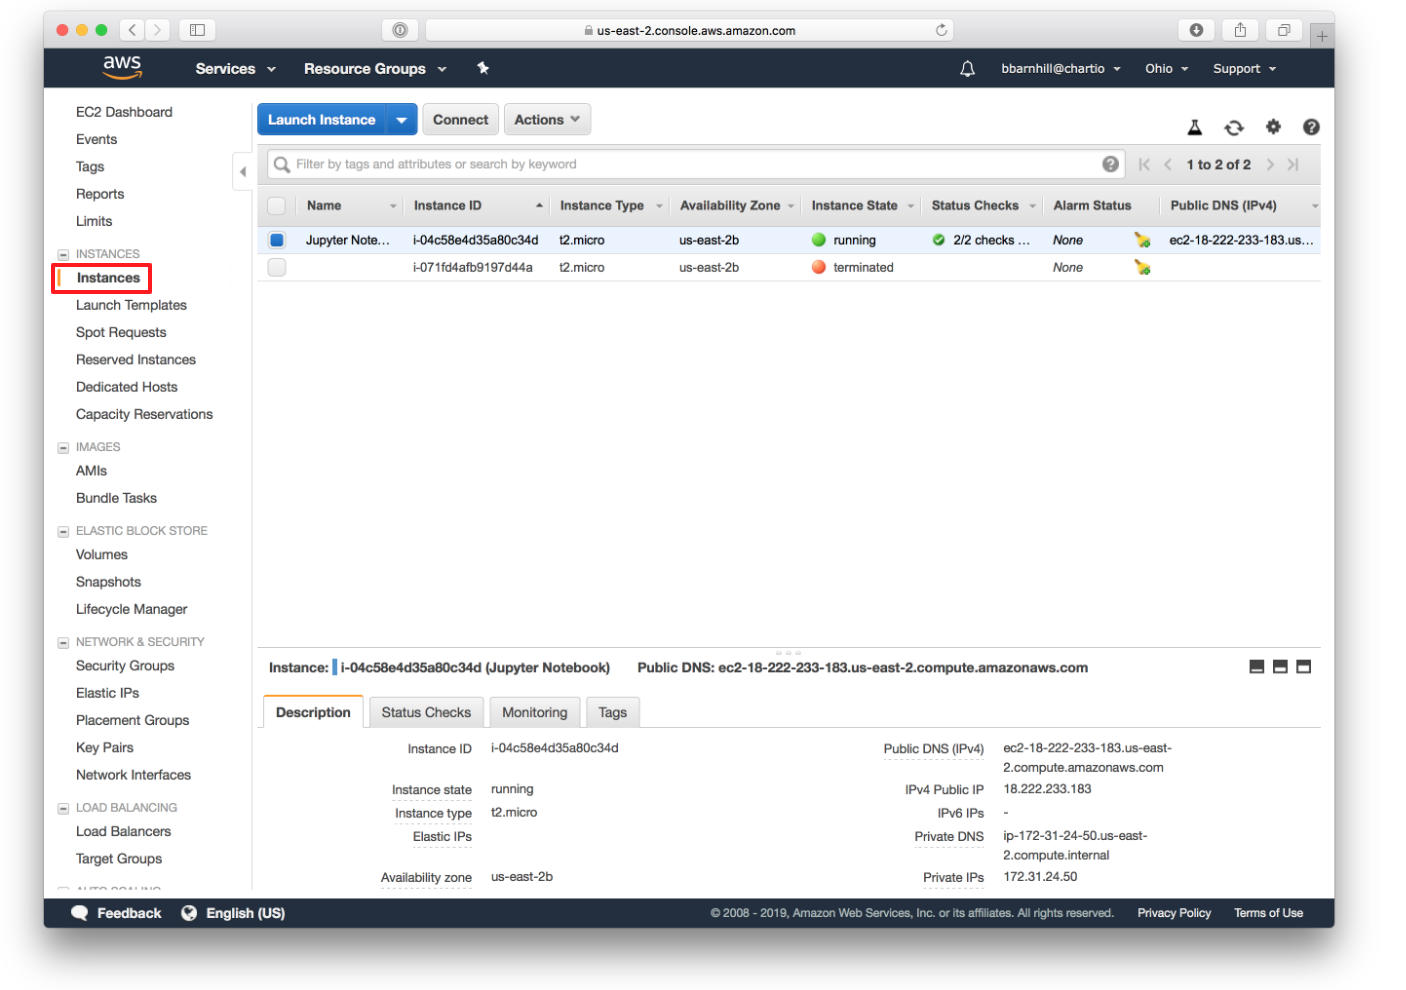 us-east-2.console.aws.amazon.com
aws Services Resource Groups bbarnhill@chartio Ohio Support
EC2 Dashboard
Events
Tags
Reports
Limits
INSTANCES
Instances
Launch Templates
Spot Requests
Reserved Instances
Dedicated Hosts
Capacity Reservations
IMAGES
AMIs
Bundle Tasks
ELASTIC BLOCK STORE
Volumes
Snapshots
Lifecycle Manager
NETWORK & SECURITY
Security Groups
Elastic IPs
Placement Groups
Key Pairs
Network Interfaces
LOAD BALANCING
Load Balancers
Target Groups
Launch Instance Connect Actions
Filter by tags and attributes or search by keyword 1 to 2 of 2
Name Instance ID Instance Type Availability Zone Instance State Status Checks Alarm Status Public DNS (IPv4)
Jupyter Note... i-04c58e4d35a80c34d t2.micro us-east-2b running 2/2 checks ... None ec2-18-222-233-183.us...
i-071fd4afb9197d44a t2.micro us-east-2b terminated None
Instance: i-04c58e4d35a80c34d (Jupyter Notebook) Public DNS: ec2-18-222-233-183.us-east-2.compute.amazonaws.com
Description Status Checks Monitoring Tags
Instance ID i-04c58e4d35a80c34d
Instance state running
Instance type t2.micro
Elastic IPs
Availability zone us-east-2b
Public DNS (IPv4) ec2-18-222-233-183.us-east-
2.compute.amazonaws.com
IPv4 Public IP 18.222.233.183
IPv6 IPs -
Private DNS ip-172-31-24-50.us-east-
2.compute.internal
Private IPs 172.31.24.50
Feedback English (US) © 2008 - 2019, Amazon Web Services, Inc. or its affiliates. All rights reserved. Privacy Policy Terms of Use